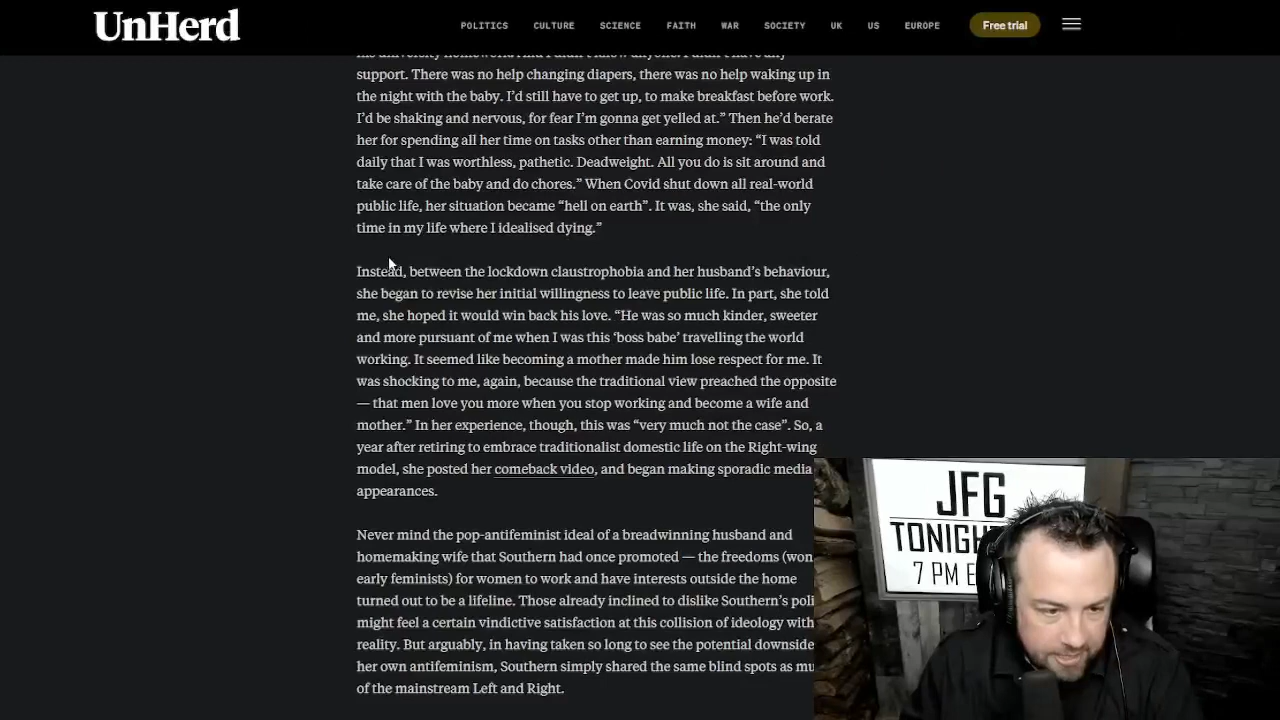 UnHerd
POLITICS
CULTURE
SCIENCE
FAITH
WAR
SOCIETY
UK
US
EUROPE
Free trial
support. There was no help changing diapers, there was no help waking up in
the night with the baby. I'd still have to get up, to make breakfast before work.
I'd be shaking and nervous, for fear I'm gonna get yelled at.” Then he'd berate
her for spending all her time on tasks other than earning money: “I was told
daily that I was worthless, pathetic. Deadweight. All you do is sit around and
take care of the baby and do chores.” When Covid shut down all real-world
public life, her situation became “hell on earth”. It was, she said, “the only
time in my life where I idealised dying.”
Instead, between the lockdown claustrophobia and her husband's behaviour,
she began to revise her initial willingness to leave public life. In part, she told
me, she hoped it would win back his love. “He was so much kinder, sweeter
and more pursuant of me when I was this ‘boss babe’ travelling the world
working. It seemed like becoming a mother made him lose respect for me. It
was shocking to me, again, because the traditional view preached the opposite
— that men love you more when you stop working and become a wife and
mother.” In her experience, though, this was “very much not the case”. So, a
year after retiring to embrace traditionalist domestic life on the Right-wing
model, she posted her comeback video, and began making sporadic media
appearances.
Never mind the pop-antifeminist ideal of a breadwinning husband and
homemaking wife that Southern had once promoted — the freedoms (won
early feminists) for women to work and have interests outside the home
turned out to be a lifeline. Those already inclined to dislike Southern's poli
might feel a certain vindictive satisfaction at this collision of ideology with
reality. But arguably, in having taken so long to see the potential downside
her own antifeminism, Southern simply shared the same blind spots as mu
of the mainstream Left and Right.
JFG
TONIGH
7 PM E